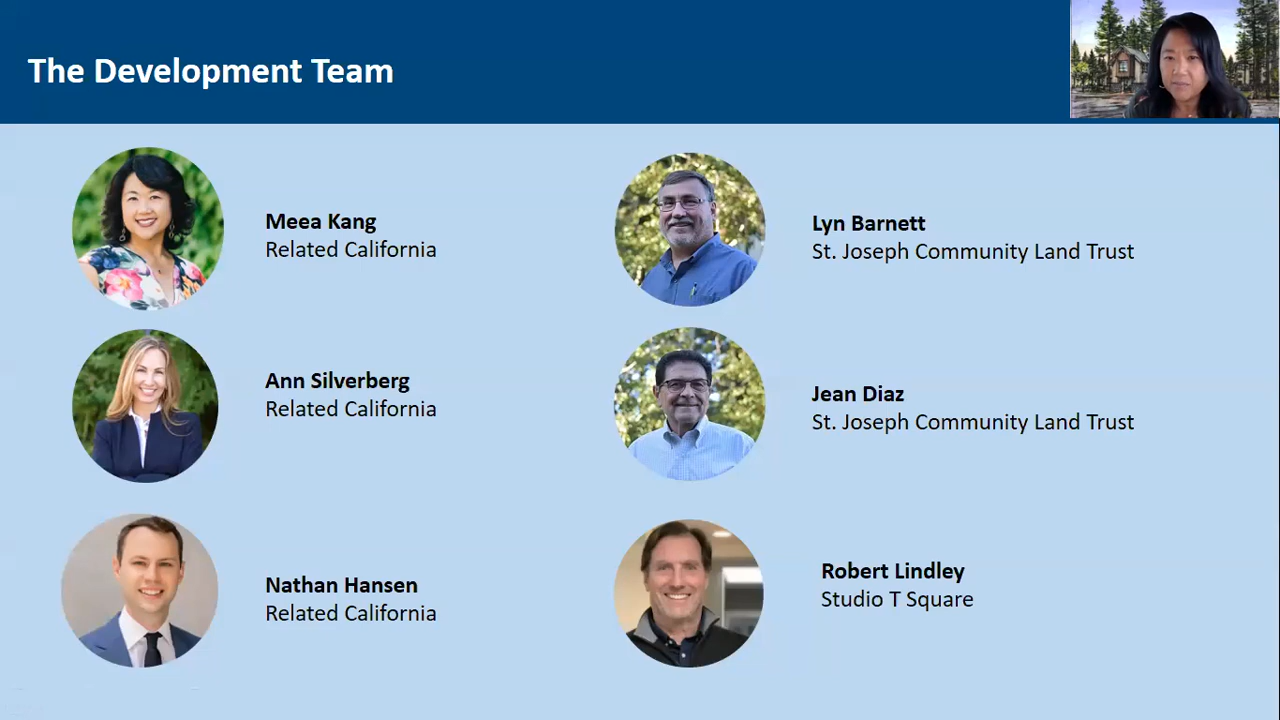 The Development Team
Meea Kang
Related California
Lyn Barnett
St. Joseph Community Land Trust
Ann Silverberg
Related California
Jean Diaz
St. Joseph Community Land Trust
Nathan Hansen
Related California
Robert Lindley
Studio T Square